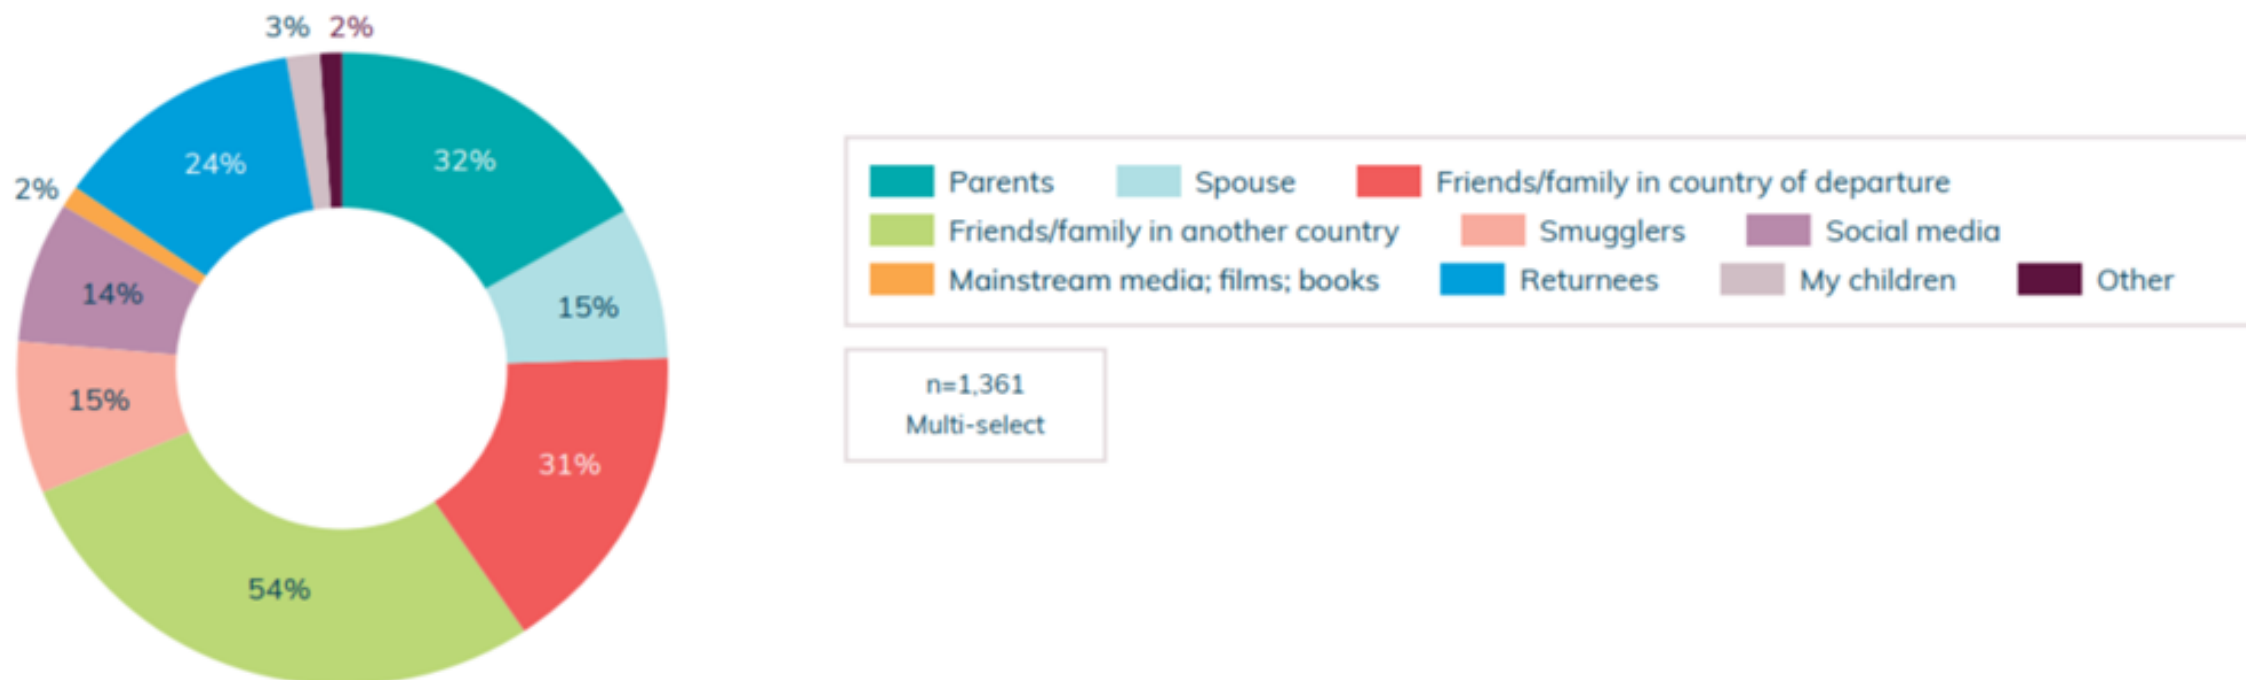 3% 2%
32%
24%
2%
15%
14%
15%
31%
54%
Parents Spouse Friends/family in country of departure
Friends/family in another country Smugglers Social media
Mainstream media; films; books Returnees My children Other
n=1,361
Multi-select